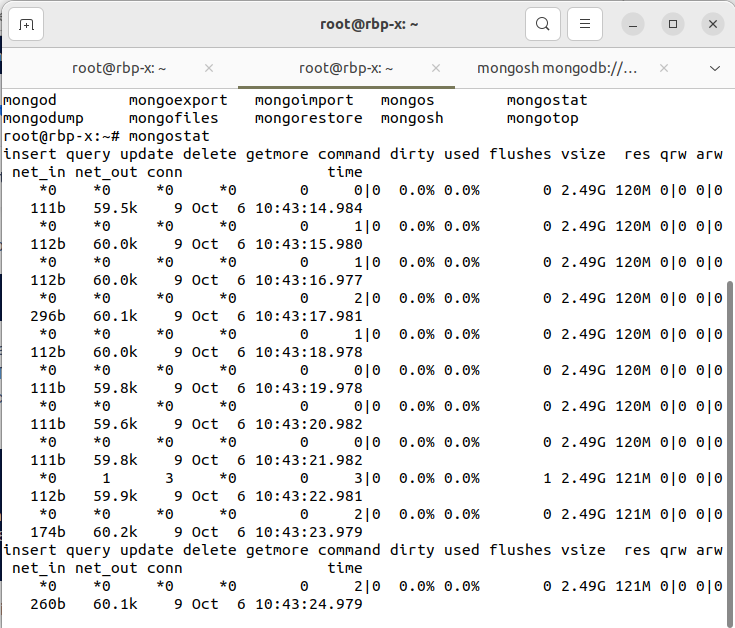 root@rbp-x: ~
root@rbp-x: ~ × root@rbp-x: ~ × mongosh mongodb://... ×
mongod mongoexport mongoimport mongos mongostat
mongodump mongofiles mongorestore mongosh mongotop
root@rbp-x:~# mongostat
insert query update delete getmore command dirty used flushes vsize res qrw arw
net_in net_out conn time
*0 *0 *0 *0 0 0|0 0.0% 0.0% 0 2.49G 120M 0|0 0|0
111b 59.5k 9 Oct 6 10:43:14.984
*0 *0 *0 *0 0 1|0 0.0% 0.0% 0 2.49G 120M 0|0 0|0
112b 60.0k 9 Oct 6 10:43:15.980
*0 *0 *0 *0 0 1|0 0.0% 0.0% 0 2.49G 120M 0|0 0|0
112b 60.0k 9 Oct 6 10:43:16.977
*0 *0 *0 *0 0 2|0 0.0% 0.0% 0 2.49G 120M 0|0 0|0
296b 60.1k 9 Oct 6 10:43:17.981
*0 *0 *0 *0 0 1|0 0.0% 0.0% 0 2.49G 120M 0|0 0|0
112b 60.0k 9 Oct 6 10:43:18.978
*0 *0 *0 *0 0 0|0 0.0% 0.0% 0 2.49G 120M 0|0 0|0
111b 59.8k 9 Oct 6 10:43:19.978
*0 *0 *0 *0 0 0|0 0.0% 0.0% 0 2.49G 120M 0|0 0|0
111b 59.6k 9 Oct 6 10:43:20.982
*0 *0 *0 *0 0 0|0 0.0% 0.0% 0 2.49G 120M 0|0 0|0
111b 59.8k 9 Oct 6 10:43:21.982
*0 1 3 *0 0 3|0 0.0% 0.0% 1 2.49G 121M 0|0 0|0
112b 59.9k 9 Oct 6 10:43:22.981
*0 *0 *0 *0 0 2|0 0.0% 0.0% 0 2.49G 121M 0|0 0|0
174b 60.2k 9 Oct 6 10:43:23.979
insert query update delete getmore command dirty used flushes vsize res qrw arw
net_in net_out conn time
*0 *0 *0 *0 0 2|0 0.0% 0.0% 0 2.49G 121M 0|0 0|0
260b 60.1k 9 Oct 6 10:43:24.979